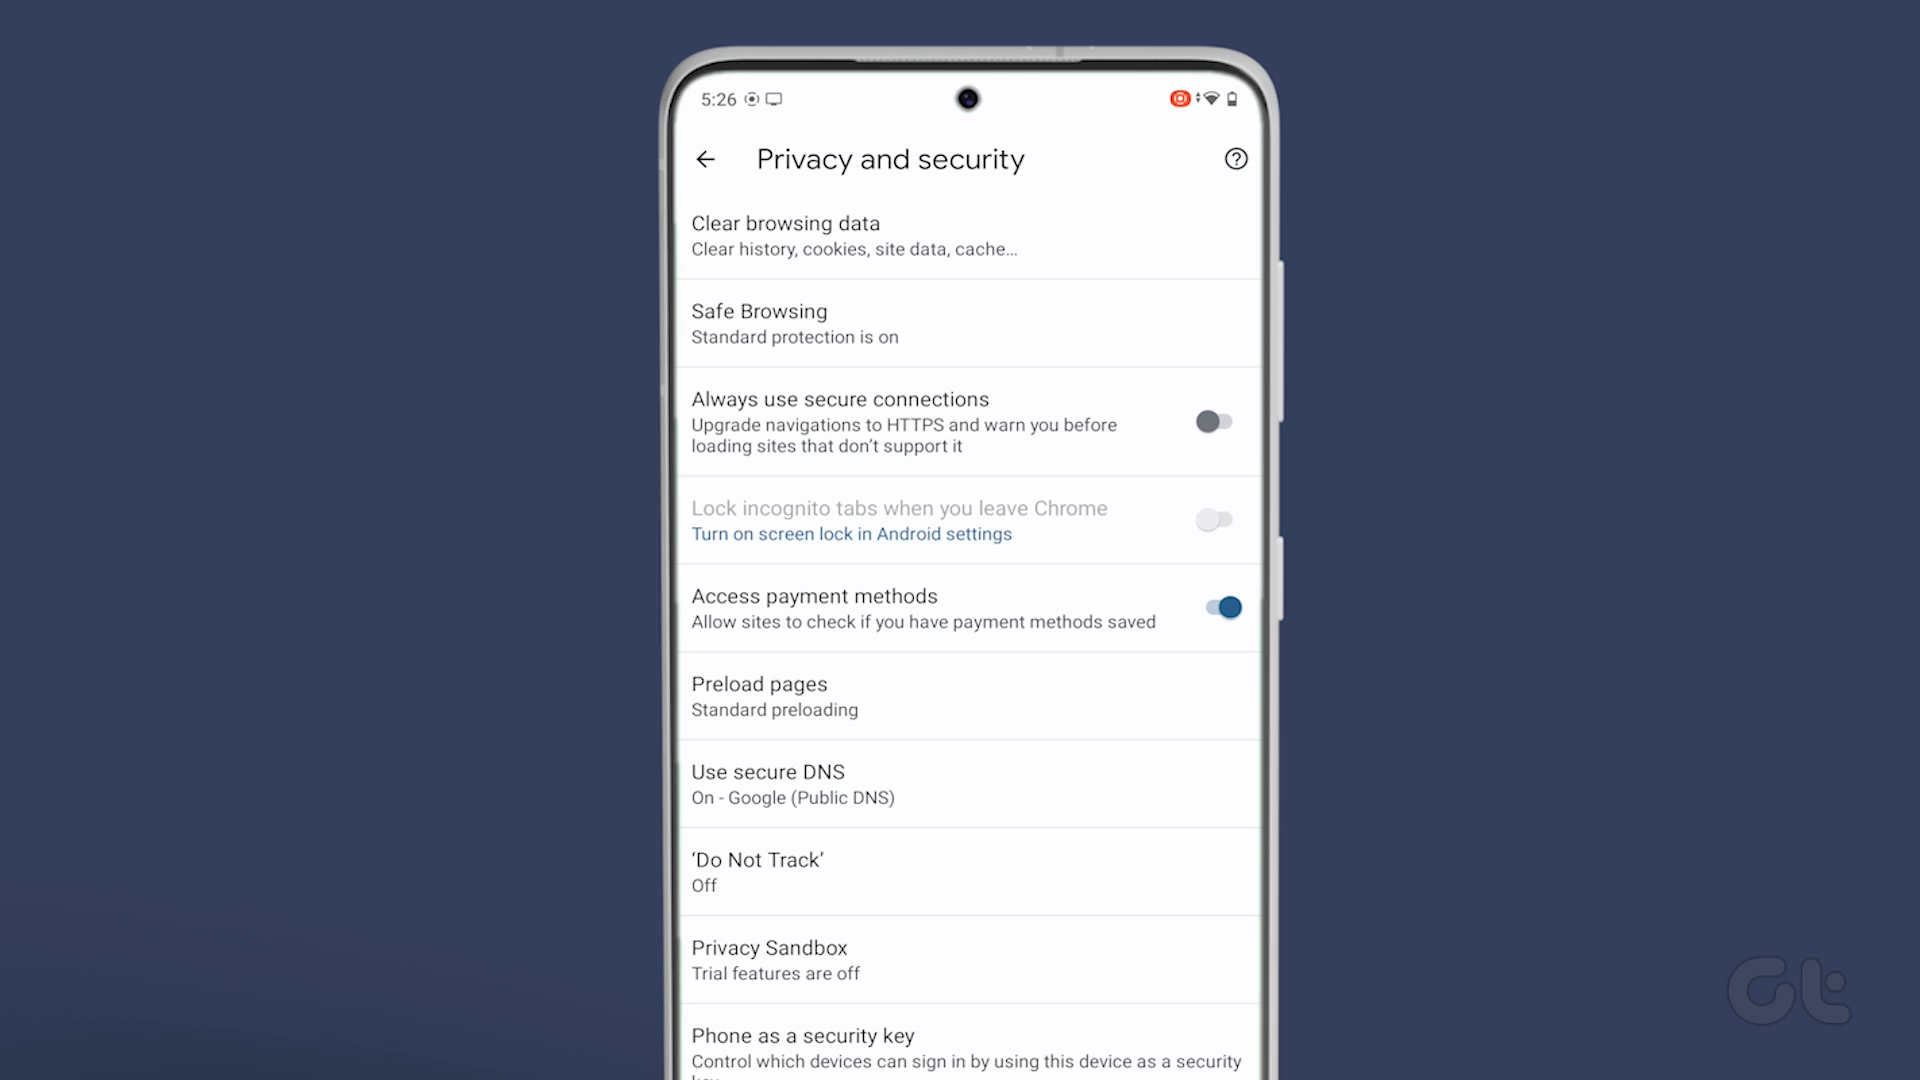 5:26
Privacy and security
Clear browsing data
Clear history, cookies, site data, cache...
Safe Browsing
Standard protection is on
Always use secure connections
Upgrade navigations to HTTPS and warn you before
loading sites that don’t support it
Lock incognito tabs when you leave Chrome
Turn on screen lock in Android settings
Access payment methods
Allow sites to check if you have payment methods saved
Preload pages
Standard preloading
Use secure DNS
On - Google (Public DNS)
‘Do Not Track’
Off
Privacy Sandbox
Trial features are off
Phone as a security key
Control which devices can sign in by using this device as a security
Gt